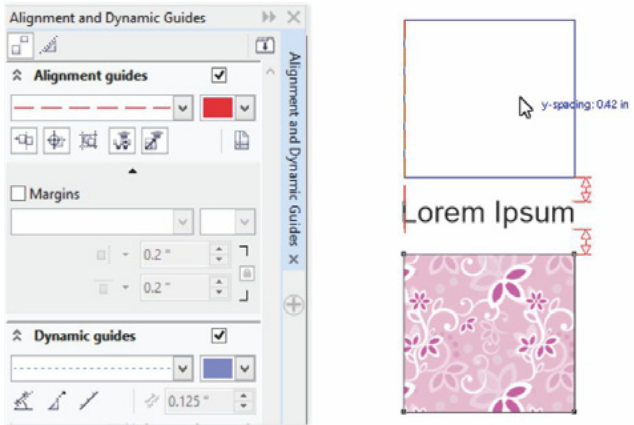 Alignment and Dynamic Guides
Alignment guides
Margins
0.2 "
0.2 "
Dynamic guides
0.125 "
Alignment and Dynamic Guides
y-spacing: 0.42 in
Lorem Ipsum